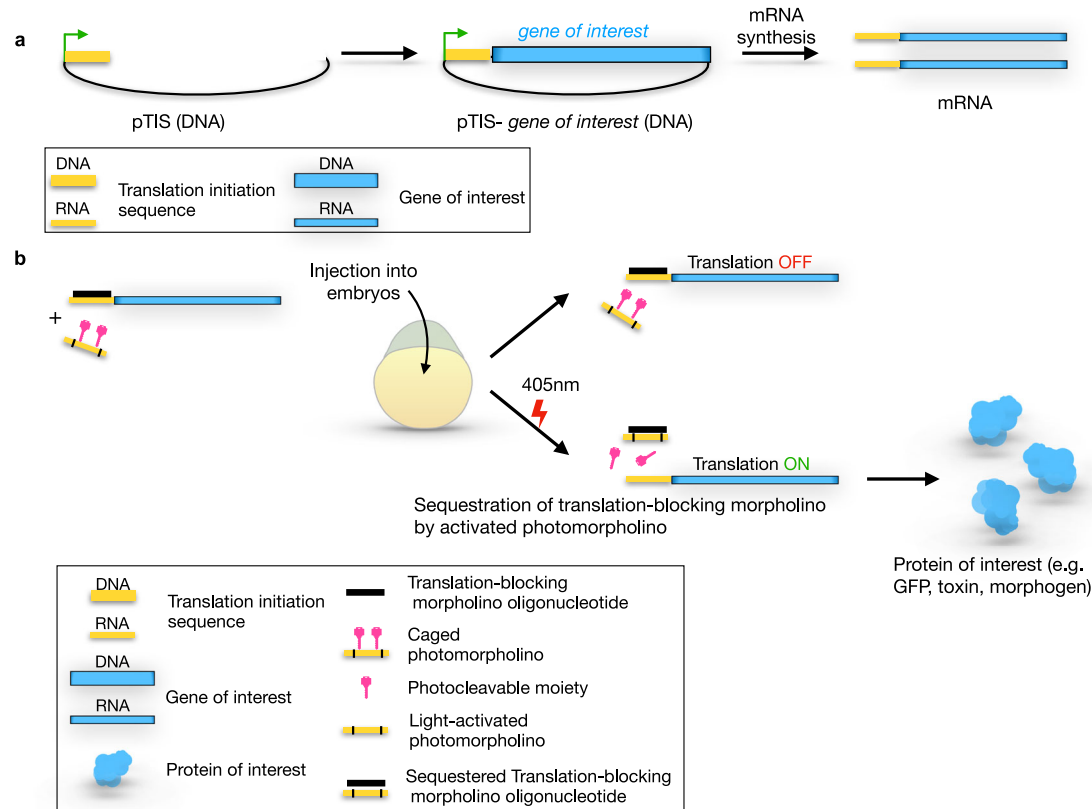 a
gene of interest
mRNA
synthesis
pTIS (DNA)
pTIS- gene of interest (DNA)
mRNA
DNA
RNA
Translation initiation
sequence
DNA
RNA
Gene of interest
b
+
Injection into
embryos
405nm
Translation OFF
Translation ON
Sequestration of translation-blocking morpholino
by activated photomorpholino
Protein of interest (e.g.
GFP, toxin, morphogen)
DNA
RNA
Translation initiation
sequence
DNA
RNA
Gene of interest
Protein of interest
Translation-blocking
morpholino oligonucleotide
Caged
photomorpholino
Photocleavable moiety
Light-activated
photomorpholino
Sequestered Translation-blocking
morpholino oligonucleotide